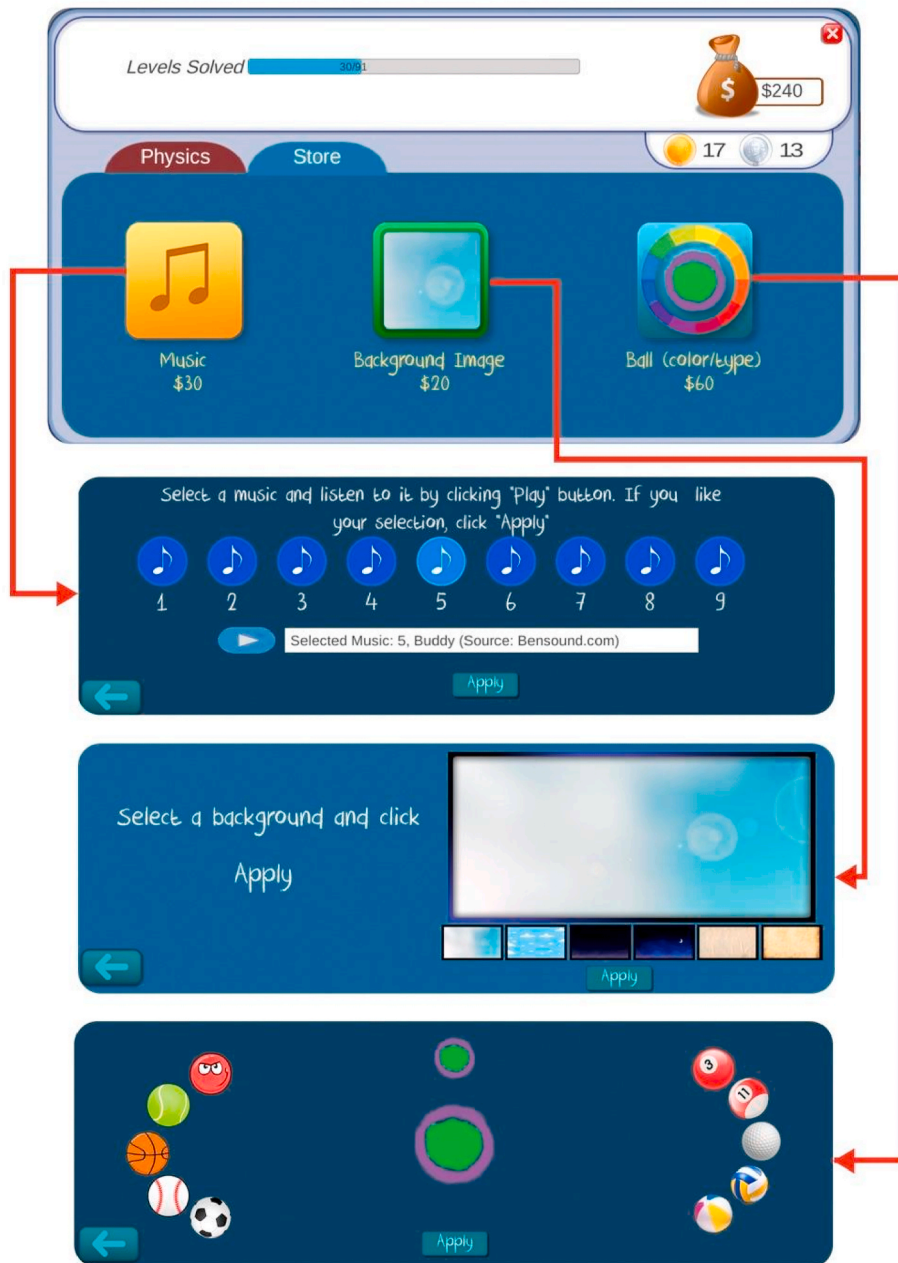 Levels Solved 30/91
$
$240
17 13
Physics Store
Music
$30
Background Image
$20
Ball (color/type)
$60
Select a music and listen to it by clicking "Play" button. If you like
your selection, click "Apply"
1 2 3 4 5 6 7 8 9
Selected Music: 5, Buddy (Source: Bensound.com)
Apply
Select a background and click
Apply
Apply
3
11
Apply